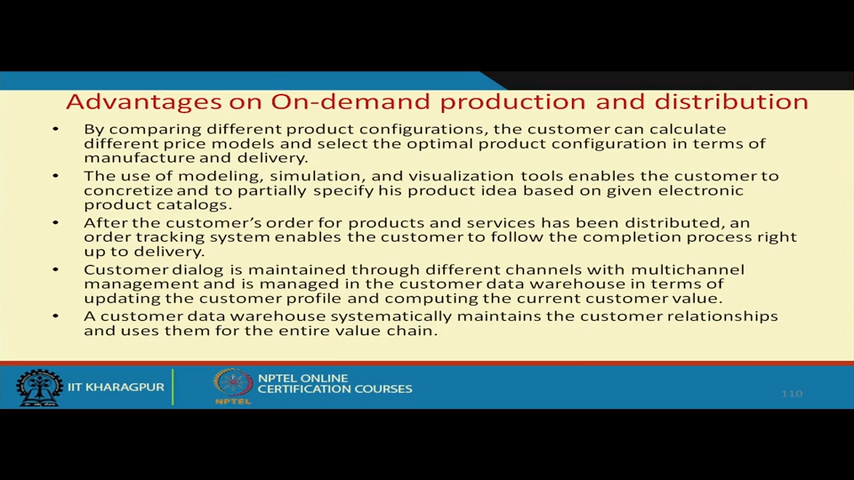 Advantages on On-demand production and distribution
• By comparing different product configurations, the customer can calculate
different price models and select the optimal product configuration in terms of
manufacture and delivery.
• The use of modeling, simulation, and visualization tools enables the customer to
concretize and to partially specify his product idea based on given electronic
product catalogs.
• After the customer's order for products and services has been distributed, an
order tracking system enables the customer to follow the completion process right
up to delivery.
• Customer dialog is maintained through different channels with multichannel
management and is managed in the customer data warehouse in terms of
updating the customer profile and computing the current customer value.
• A customer data warehouse systematically maintains the customer relationships
and uses them for the entire value chain.
IIT KHARAGPUR
NPTEL
NPTEL ONLINE
CERTIFICATION COURSES
110